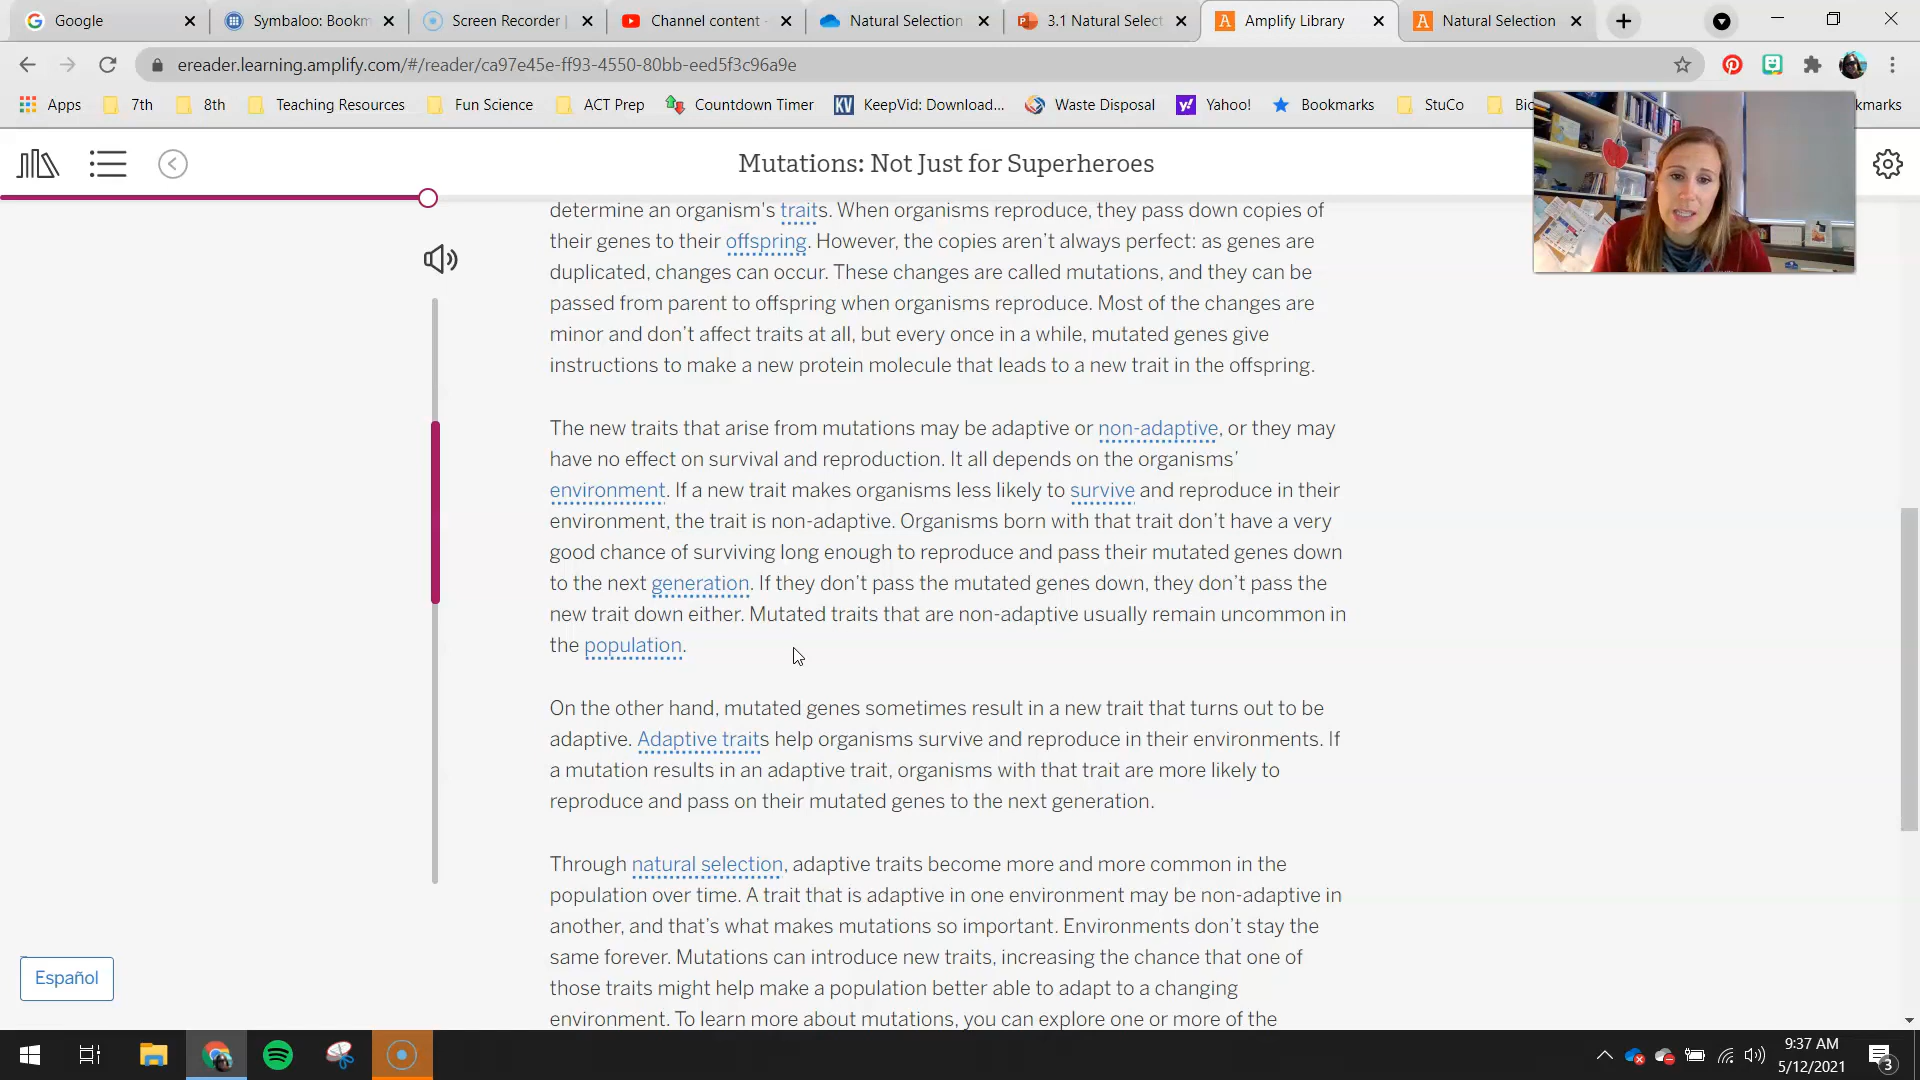 Google
Symbaloo: Bookm
Screen Recorder |
Channel content -
Natural Selection
3.1 Natural Select
Amplify Library
Natural Selection
ereader.learning.amplify.com/#/reader/ca97e45e-ff93-4550-80bb-eed5f3c96a9e
Apps
7th
8th
Teaching Resources
Fun Science
ACT Prep
Countdown Timer
KV
KeepVid: Download...
Waste Disposal
Yahoo!
Bookmarks
StuCo
kmarks
Mutations: Not Just for Superheroes
determine an organism's traits. When organisms reproduce, they pass down copies of
their genes to their offspring. However, the copies aren't always perfect: as genes are
duplicated, changes can occur. These changes are called mutations, and they can be
passed from parent to offspring when organisms reproduce. Most of the changes are
minor and don't affect traits at all, but every once in a while, mutated genes give
instructions to make a new protein molecule that leads to a new trait in the offspring.
The new traits that arise from mutations may be adaptive or non-adaptive, or they may
have no effect on survival and reproduction. It all depends on the organisms'
environment. If a new trait makes organisms less likely to survive and reproduce in their
environment, the trait is non-adaptive. Organisms born with that trait don't have a very
good chance of surviving long enough to reproduce and pass their mutated genes down
to the next generation. If they don't pass the mutated genes down, they don't pass the
new trait down either. Mutated traits that are non-adaptive usually remain uncommon in
the population.
On the other hand, mutated genes sometimes result in a new trait that turns out to be
adaptive. Adaptive traits help organisms survive and reproduce in their environments. If
a mutation results in an adaptive trait, organisms with that trait are more likely to
reproduce and pass on their mutated genes to the next generation.
Through natural selection, adaptive traits become more and more common in the
population over time. A trait that is adaptive in one environment may be non-adaptive in
another, and that's what makes mutations so important. Environments don't stay the
same forever. Mutations can introduce new traits, increasing the chance that one of
those traits might help make a population better able to adapt to a changing
environment. To learn more about mutations, you can explore one or more of the
Español
9:37 AM
5/12/2021
3